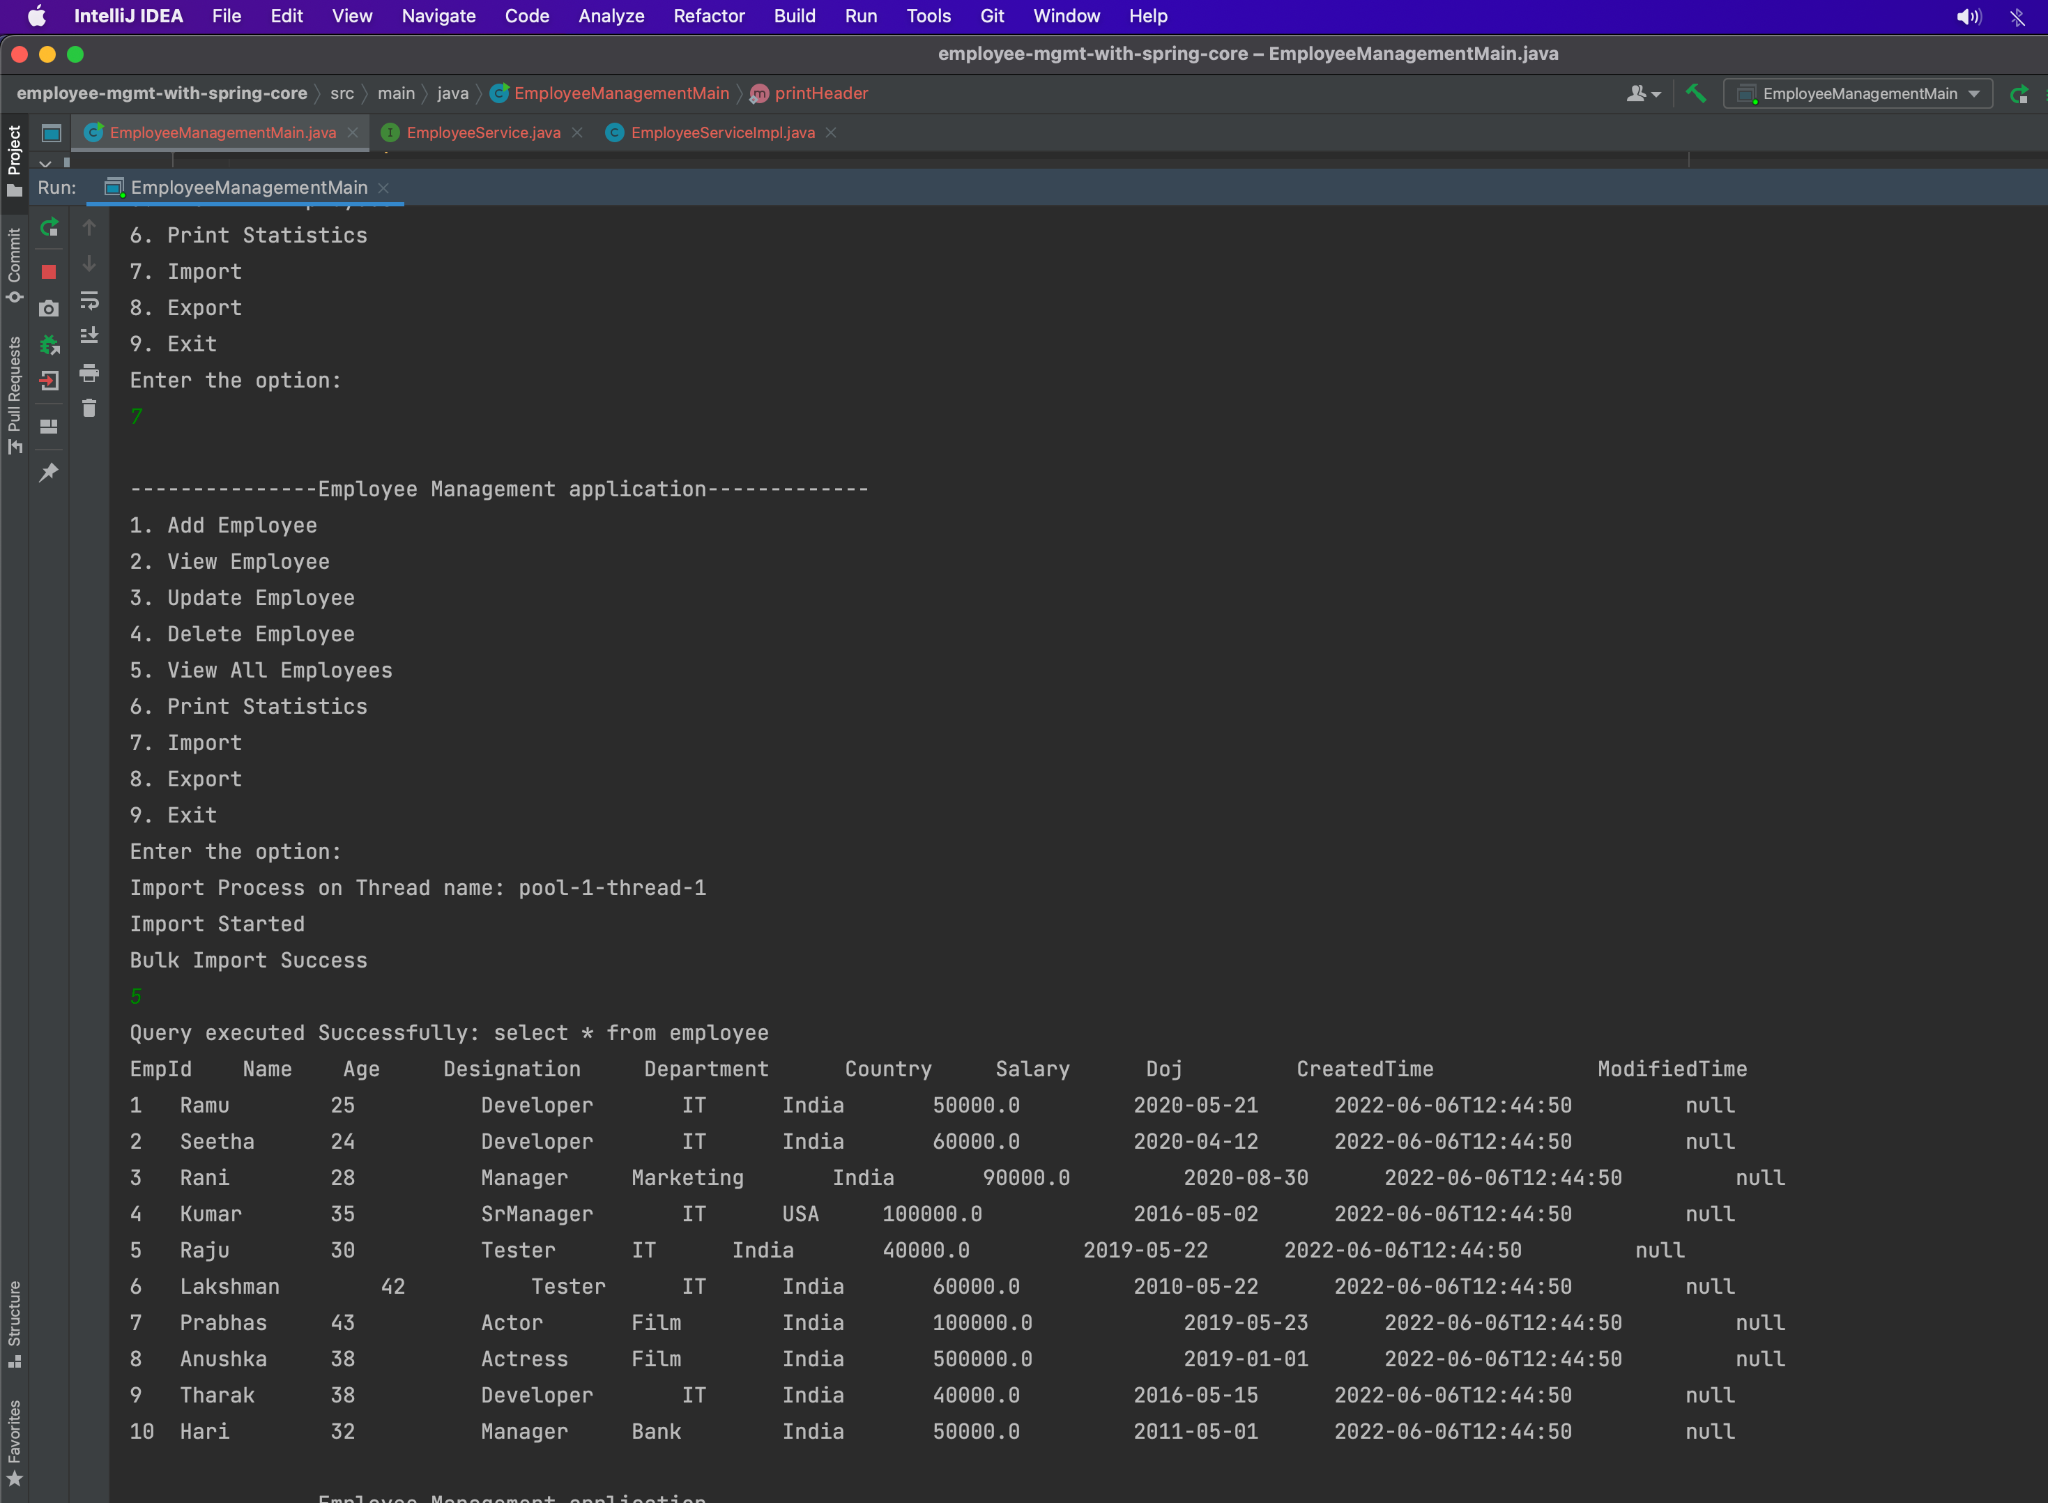 IntelliJ IDEA File Edit View Navigate Code Analyze Refactor Build Run Tools Git Window Help
employee-mgmt-with-spring-core – EmployeeManagementMain.java
employee-mgmt-with-spring-core src main java EmployeeManagementMain printHeader EmployeeManagementMain
EmployeeManagementMain.java EmployeeService.java EmployeeServiceImpl.java
Project
Commit
Pull Requests
Structure
Favorites
Run: EmployeeManagementMain
6. Print Statistics
7. Import
8. Export
9. Exit
Enter the option:
7
---------------Employee Management application-------------
1. Add Employee
2. View Employee
3. Update Employee
4. Delete Employee
5. View All Employees
6. Print Statistics
7. Import
8. Export
9. Exit
Enter the option:
Import Process on Thread name: pool-1-thread-1
Import Started
Bulk Import Success
5
Query executed Successfully: select * from employee
EmpId Name Age Designation Department Country Salary Doj CreatedTime ModifiedTime
1 Ramu 25 Developer IT India 50000.0 2020-05-21 2022-06-06T12:44:50 null
2 Seetha 24 Developer IT India 60000.0 2020-04-12 2022-06-06T12:44:50 null
3 Rani 28 Manager Marketing India 90000.0 2020-08-30 2022-06-06T12:44:50 null
4 Kumar 35 SrManager IT USA 100000.0 2016-05-02 2022-06-06T12:44:50 null
5 Raju 30 Tester IT India 40000.0 2019-05-22 2022-06-06T12:44:50 null
6 Lakshman 42 Tester IT India 60000.0 2010-05-22 2022-06-06T12:44:50 null
7 Prabhas 43 Actor Film India 100000.0 2019-05-23 2022-06-06T12:44:50 null
8 Anushka 38 Actress Film India 500000.0 2019-01-01 2022-06-06T12:44:50 null
9 Tharak 38 Developer IT India 40000.0 2016-05-15 2022-06-06T12:44:50 null
10 Hari 32 Manager Bank India 50000.0 2011-05-01 2022-06-06T12:44:50 null
Employee Management application